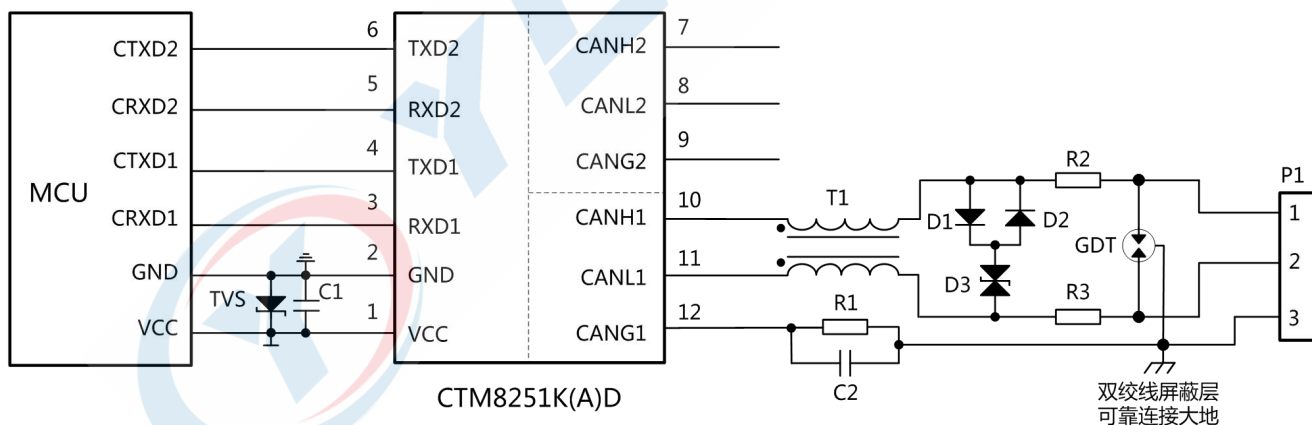 MCU
CTXD2
CRXD2
CTXD1
CRXD1
GND
VCC
6
5
4
3
2
1
TVS
C1
TXD2
RXD2
TXD1
RXD1
GND
VCC
CANH2
CANL2
CANG2
CANH1
CANL1
CANG1
CTM8251K(A)D
7
8
9
10
11
12
T1
R1
C2
D1
D2
D3
R2
R3
GDT
P1
1
2
3
双绞线屏蔽层
可靠连接大地